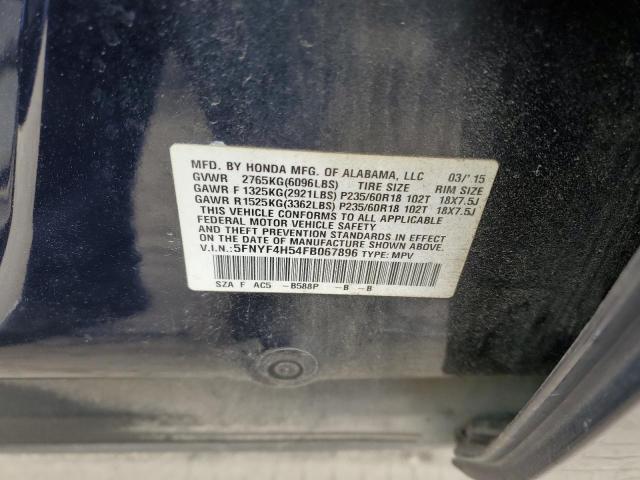 MFD. BY HONDA MFG. OF ALABAMA, LLC 03/'15
GVWR 2765KG(6096LBS) TIRE SIZE RIM SIZE
GAWR F 1325KG(2921LBS) P235/60R18 102T 18X7.5J
GAWR R 1525KG(3362LBS) P235/60R18 102T 18X7.5J
THIS VEHICLE CONFORMS TO ALL APPLICABLE
FEDERAL MOTOR VEHICLE SAFETY, BUMPER,
AND THEFT PREVENTION STANDARDS IN EFFECT
ON THE DATE OF MANUFACTURE SHOWN ABOVE.
V.I.N.:5FNYF4H54FB067896 TYPE: MPV
SZA F AC5 -B588P -B -B